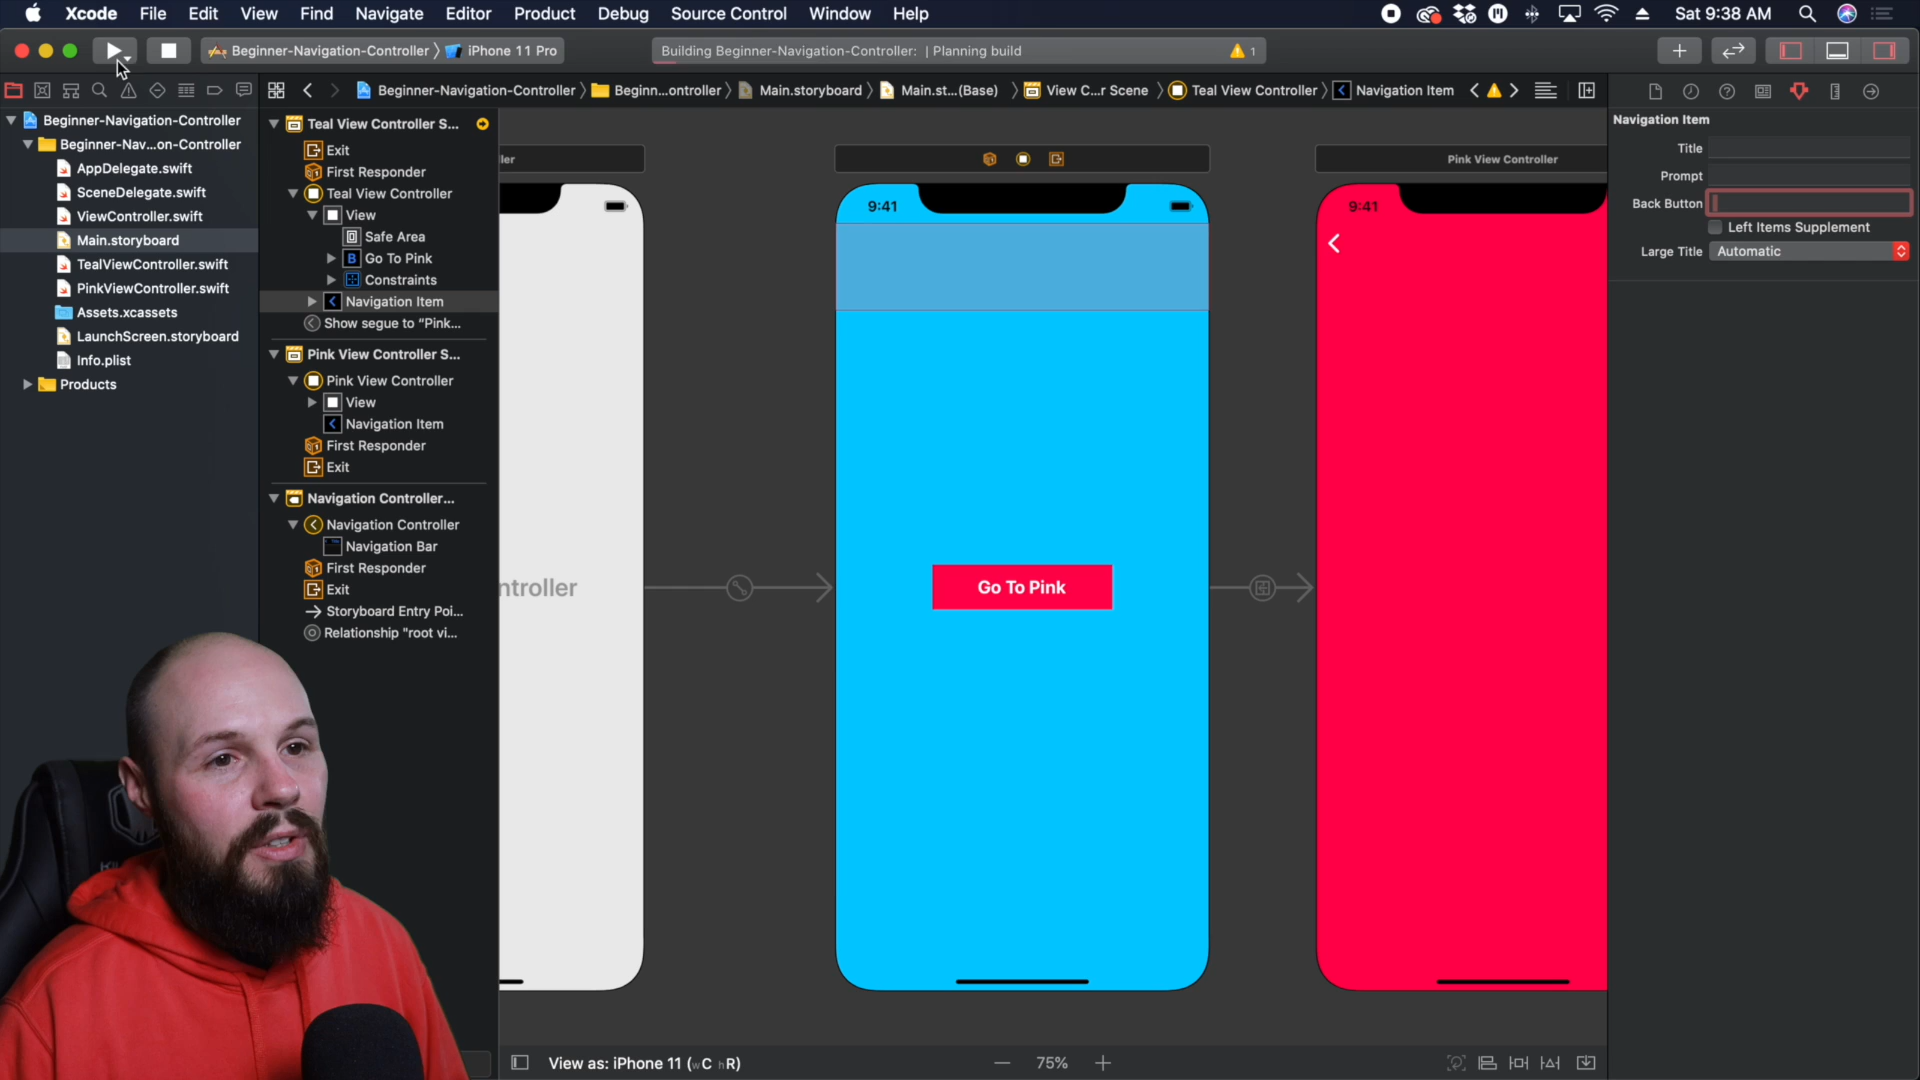 Xcode File Edit View Find Navigate Editor Product Debug Source Control Window Help Sat 9:38 AM
Beginner-Navigation-Controller iPhone 11 Pro Building Beginner-Navigation-Controller: | Planning build 1
Beginner-Navigation-Controller Beginn...ontroller Main.storyboard Main.st...(Base) View C...r Scene Teal View Controller Navigation Item
Beginner-Navigation-Controller
Beginner-Nav...on-Controller
AppDelegate.swift
SceneDelegate.swift
ViewController.swift
Main.storyboard
TealViewController.swift
PinkViewController.swift
Assets.xcassets
LaunchScreen.storyboard
Info.plist
Products
Teal View Controller S...
Exit
First Responder
Teal View Controller
View
Safe Area
B Go To Pink
Constraints
Navigation Item
Show segue to “Pink...
Pink View Controller S...
Pink View Controller
View
Navigation Item
First Responder
Exit
Navigation Controller...
Navigation Controller
Navigation Bar
First Responder
Exit
Storyboard Entry Poi...
Relationship "root vi...
ller
ntroller
9:41
Go To Pink
Pink View Controller
9:41
View as: iPhone 11 (wC hR)
75%
Navigation Item
Title
Prompt
Back Button
Left Items Supplement
Large Title Automatic